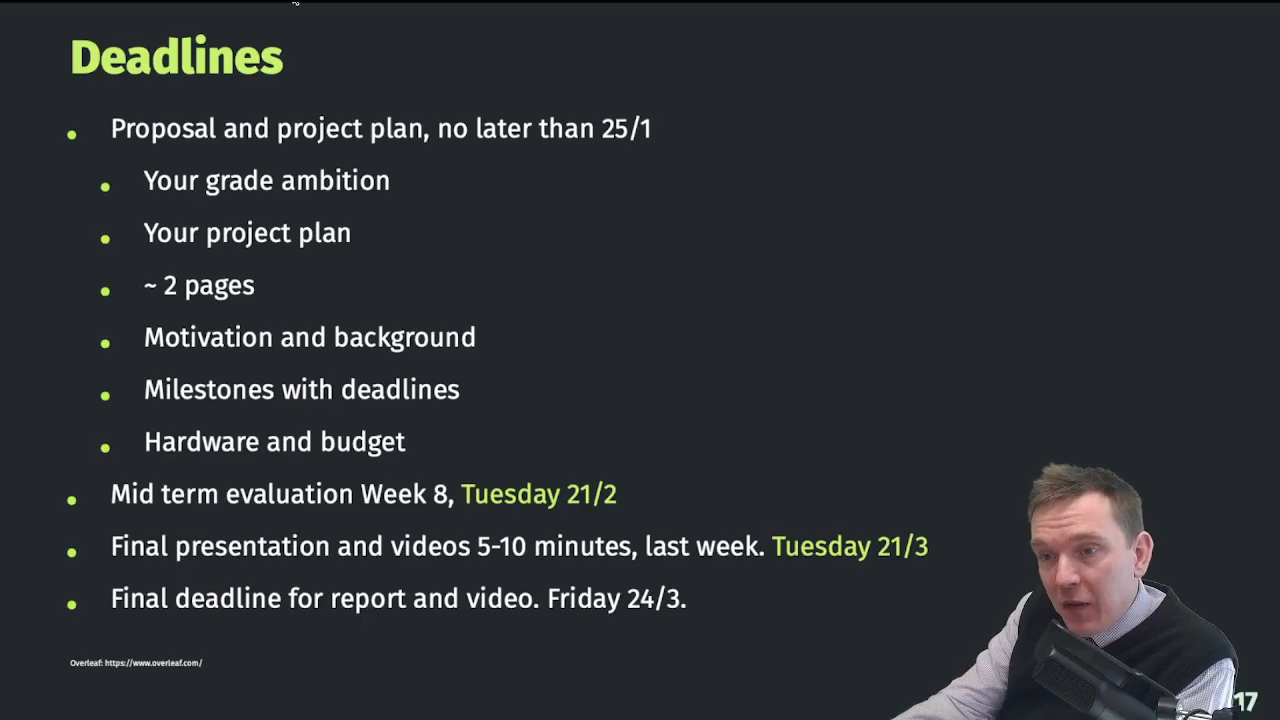 Deadlines
Proposal and project plan, no later than 25/1
Your grade ambition
Your project plan
~ 2 pages
Motivation and background
Milestones with deadlines
Hardware and budget
Mid term evaluation Week 8, Tuesday 21/2
Final presentation and videos 5-10 minutes, last week. Tuesday 21/3
Final deadline for report and video. Friday 24/3.
Overleaf: https://www.overleaf.com/
17